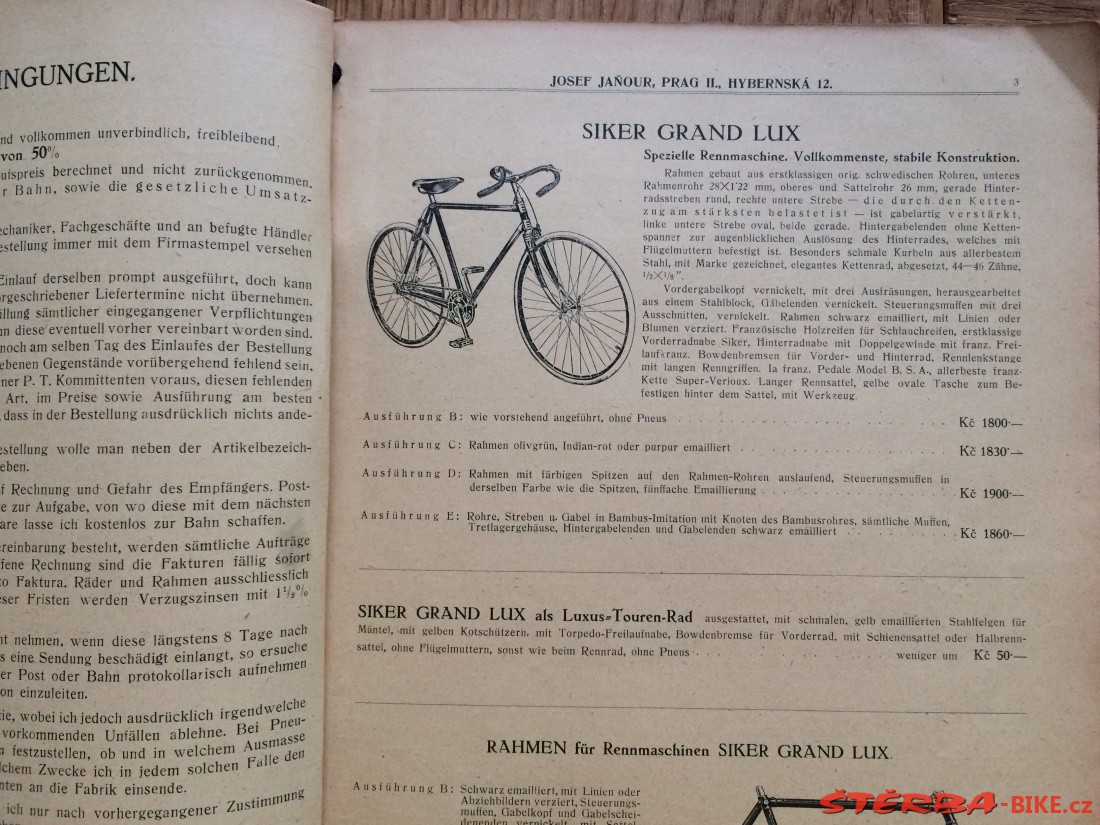 INGUNGEN.
nd vollkommen unverbindlich, freibleibend.
von 50%
ufspreis berechnet und nicht zurückgenommen.
r Bahn, sowie die gesetzliche Umsatz-
echaniker, Fachgeschäfte und an befugte Händler
estellung immer mit dem Firmastempel versehen
Einlauf derselben prompt ausgeführt, doch kann
orgeschriebener Liefertermine nicht übernehmen.
llung sämtlicher eingegangener Verpflichtungen
nn diese eventuell vorher vereinbart worden sind.
noch am selben Tag des Einlaufes der Bestellung
ebenen Gegenstände vorübergehend fehlend sein,
ner P. T. Kommittenten voraus, diesen fehlenden
Art, im Preise sowie Ausführung am besten
, dass in der Bestellung ausdrücklich nichts ande-
estellung wolle man neben der Artikelbezeich-
eben.
f Rechnung und Gefahr des Empfängers. Post-
e zur Aufgabe, von wo diese mit dem nächsten
are lasse ich kostenlos zur Bahn schaffen.
ereinbarung besteht, werden sämtliche Aufträge
ffene Rechnung sind die Fakturen fällig sofort
to Faktura. Räder und Rahmen ausschliesslich
eser Fristen werden Verzugszinsen mit 1½%
nt nehmen, wenn diese längstens 8 Tage nach
s eine Sendung beschädigt einlangt, so ersuche
er Post oder Bahn protokollarisch aufnehmen
on einzuleiten.
tie, wobei ich jedoch ausdrücklich irgendwelche
vorkommenden Unfällen ablehne. Bei Pneu-
n festzustellen, ob und in welchem Ausmasse
lchem Zwecke ich in jedem solchen Falle den
nten an die Fabrik einsende.
ich nur nach vorhergegangener Zustimmung
JOSEF JAŇOUR, PRAG II., HYBERNSKÁ 12.
3
SIKER GRAND LUX
Spezielle Rennmaschine. Vollkommenste, stabile Konstruktion.
Rahmen gebaut aus erstklassigen orig. schwedischen Rohren, unteres
Rahmenrohr 28×1'22 mm, oberes und Sattelrohr 26 mm, gerade Hinter-
radsstreben rund, rechte untere Strebe — die durch den Ketten-
zug am stärksten belastet ist — ist gabelartig verstärkt,
linke untere Strebe oval, beide gerade. Hintergabelenden ohne Ketten-
spanner zur augenblicklichen Auslösung des Hinterrades, welches mit
Flügelmuttern befestigt ist. Besonders schmale Kurbeln aus allerbestem
Stahl, mit Marke gezeichnet, elegantes Kettenrad, abgesetzt, 44—46 Zähne,
1/2×1/8".
Vordergabelkopf vernickelt, mit drei Ausfräsungen, herausgearbeitet
aus einem Stahlblock, Gabelenden vernickelt. Steuerungsmuffen mit drei
Ausschnitten, vernickelt. Rahmen schwarz emailliert, mit Linien oder
Blumen verziert. Französische Holzreifen für Schlauchreifen, erstklassige
Vorderradnabe Siker, Hinterradnabe mit Doppelgewinde mit franz. Frei-
laufkranz. Bowdenbremsen für Vorder- und Hinterrad. Rennlenkstange
mit langen Renngriffen. Ia franz. Pedale Model B. S. A., allerbeste franz.
Kette Super-Verjoux. Langer Rennsattel, gelbe ovale Tasche zum Be-
festigen hinter dem Sattel, mit Werkzeug.
Ausführung B: wie vorstehend angeführt, ohne Pneus Kč 1800·—
Ausführung C: Rahmen olivgrün, Indian-rot oder purpur emailliert Kč 1830·—
Ausführung D: Rahmen mit färbigen Spitzen auf den Rahmen-Rohren auslaufend, Steuerungsmuffen in
derselben Farbe wie die Spitzen, fünffache Emaillierung Kč 1900·—
Ausführung E: Rohre, Streben u. Gabel in Bambus-Imitation mit Knoten des Bambusrohres, sämtliche Muffen,
Tretlagergehäuse, Hintergabelenden und Gabelenden schwarz emailliert Kč 1860·—
SIKER GRAND LUX als Luxus=Touren-Rad ausgestattet, mit schmalen, gelb emaillierten Stahlfelgen für
Mäntel, mit gelben Kotschützern, mit Torpedo-Freilaufnabe, Bowdenbremse für Vorderrad, mit Schienensattel oder Halbrenn-
sattel, ohne Flügelmuttern, sonst wie beim Rennrad, ohne Pneus weniger um Kč 50·—
RAHMEN für Rennmaschinen SIKER GRAND LUX.
Ausführung B: Schwarz emailliert, mit Linien oder
Abziehbildern verziert, Steuerungs-
muffen, Gabelkopf und Gabelschei-
denenden vernickelt, mit Sattel-
ŠTĚRBA-BIKE.cz